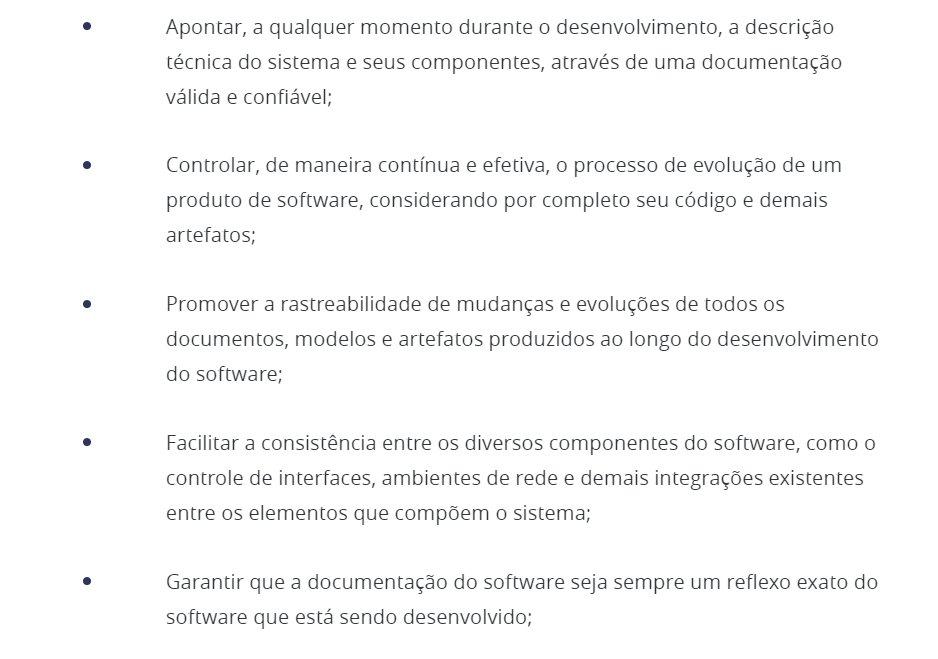 • Apontar, a qualquer momento durante o desenvolvimento, a descrição
técnica do sistema e seus componentes, através de uma documentação
válida e confiável;
• Controlar, de maneira contínua e efetiva, o processo de evolução de um
produto de software, considerando por completo seu código e demais
artefatos;
• Promover a rastreabilidade de mudanças e evoluções de todos os
documentos, modelos e artefatos produzidos ao longo do desenvolvimento
do software;
• Facilitar a consistência entre os diversos componentes do software, como o
controle de interfaces, ambientes de rede e demais integrações existentes
entre os elementos que compõem o sistema;
• Garantir que a documentação do software seja sempre um reflexo exato do
software que está sendo desenvolvido;